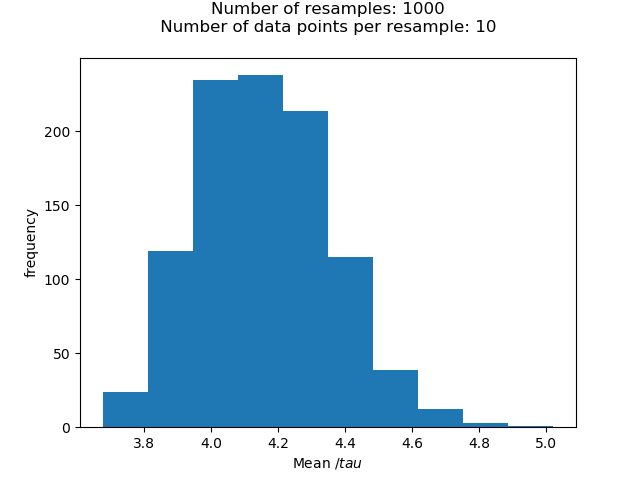 Number of resamples: 1000
Number of data points per resample: 10
200
150
100
50
0
frequency
3.8 4.0 4.2 4.4 4.6 4.8 5.0
Mean /tau